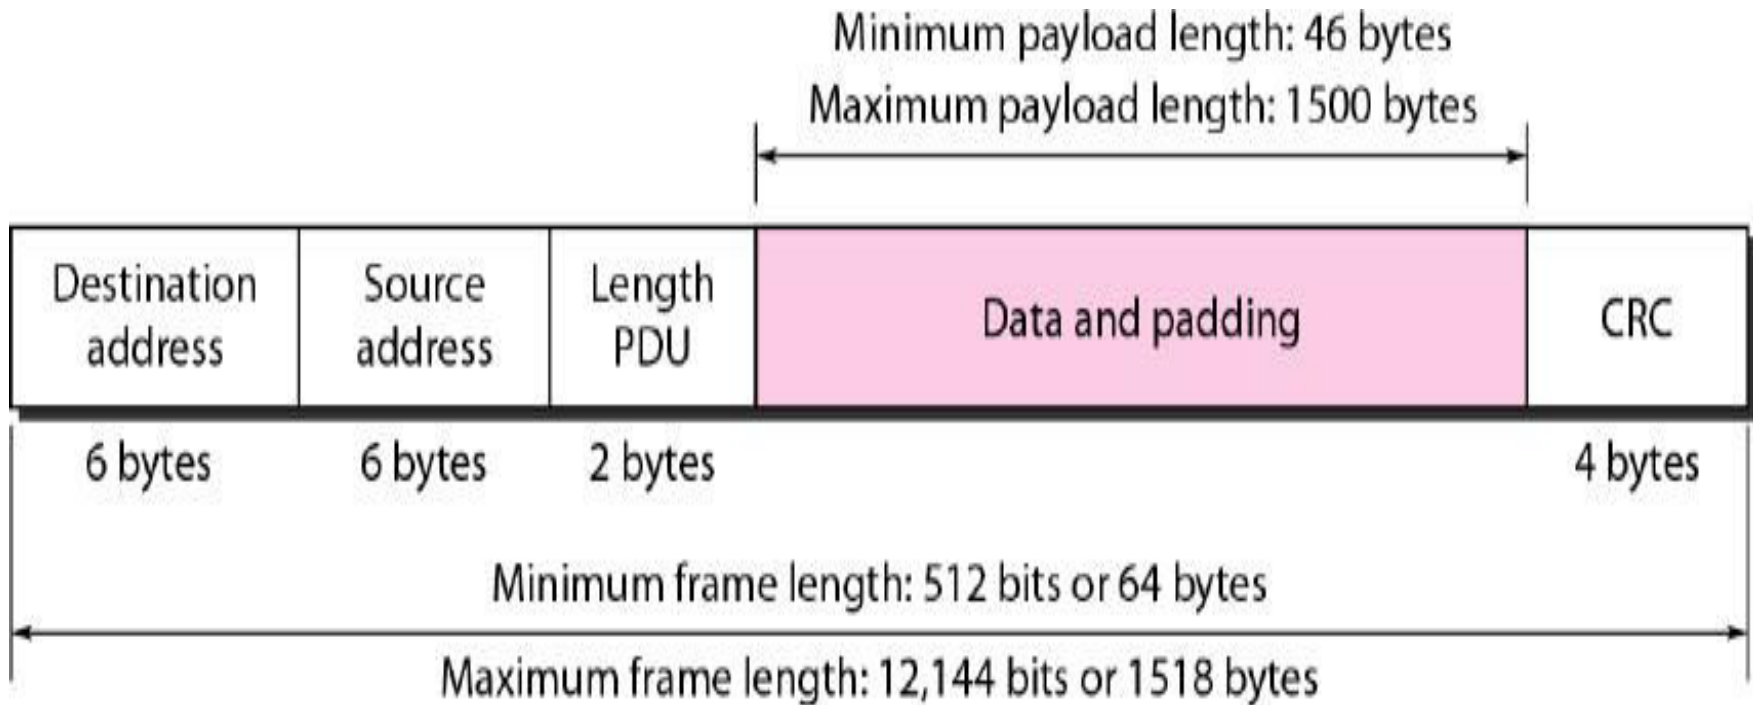 Minimum payload length: 46 bytes
Maximum payload length: 1500 bytes
Destination
address
Source
address
Length
PDU
Data and padding
CRC
6 bytes
6 bytes
2 bytes
4 bytes
Minimum frame length: 512 bits or 64 bytes
Maximum frame length: 12,144 bits or 1518 bytes